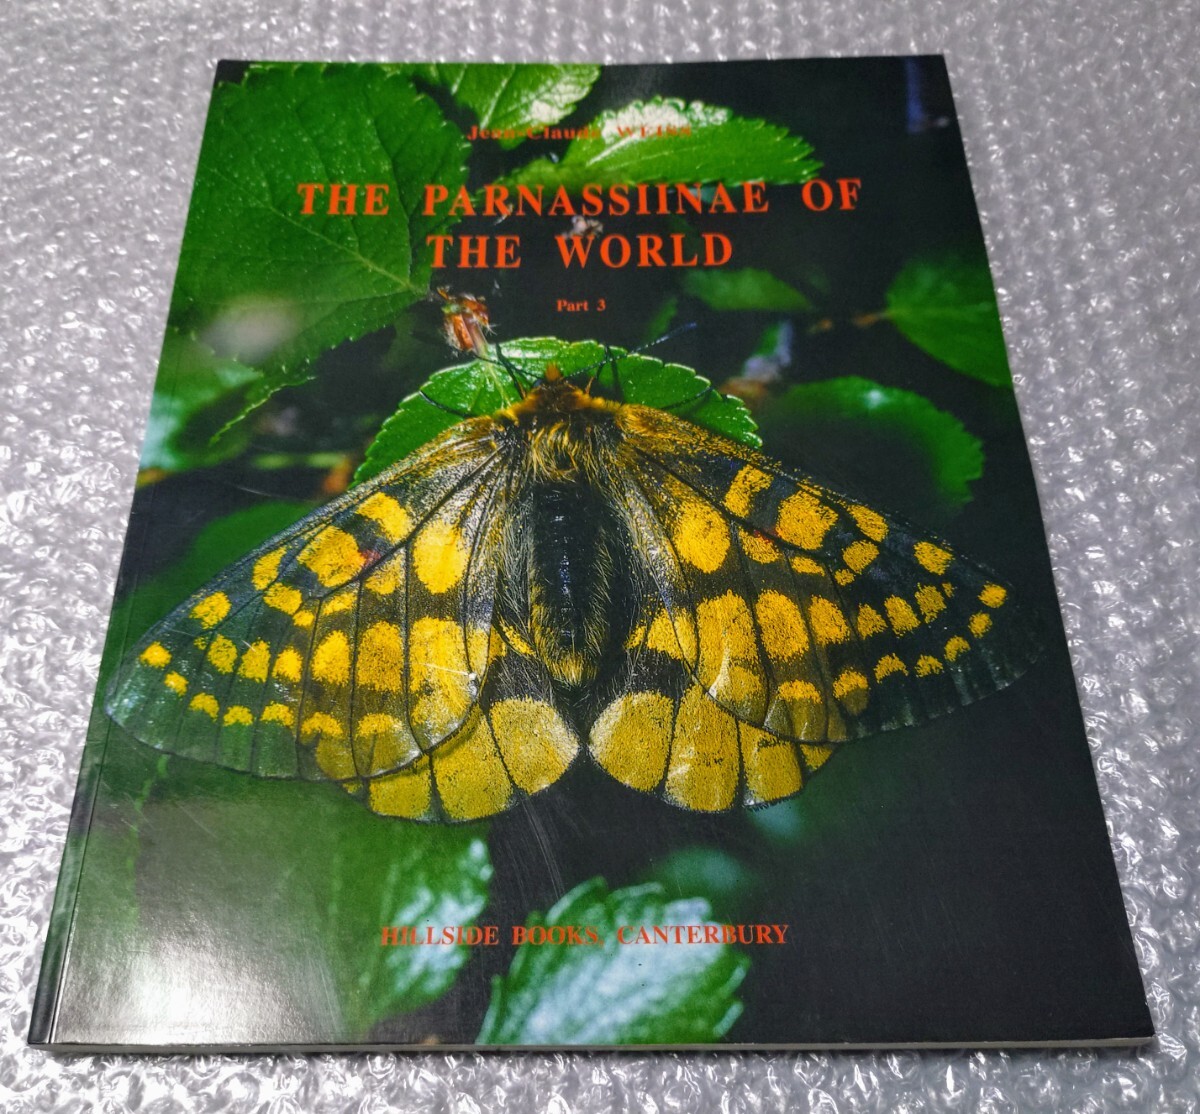 Jean-Claude WEISS
THE PARNASSIINAE OF
THE WORLD
Part 3
HILLSIDE BOOKS, CANTERBURY